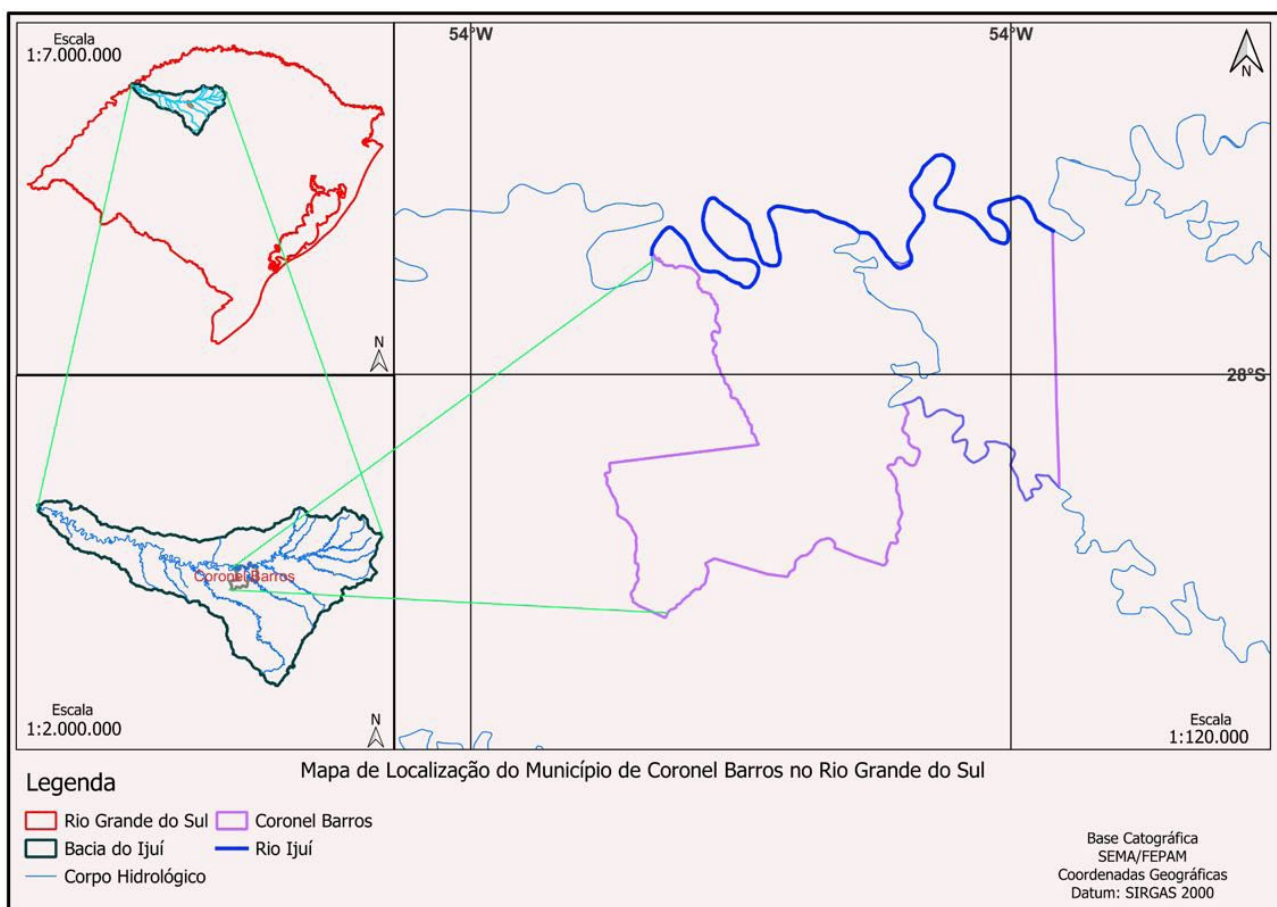 Escala
1:7.000.000
N
54°W
54°W
N
28°S
Coronel Barros
Escala
1:2.000.000
N
Escala
1:120.000
Mapa de Localização do Município de Coronel Barros no Rio Grande do Sul
Legenda
Rio Grande do Sul
Coronel Barros
Bacia do Ijuí
Rio Ijuí
Corpo Hidrológico
Base Catográfica
SEMA/FEPAM
Coordenadas Geográficas
Datum: SIRGAS 2000